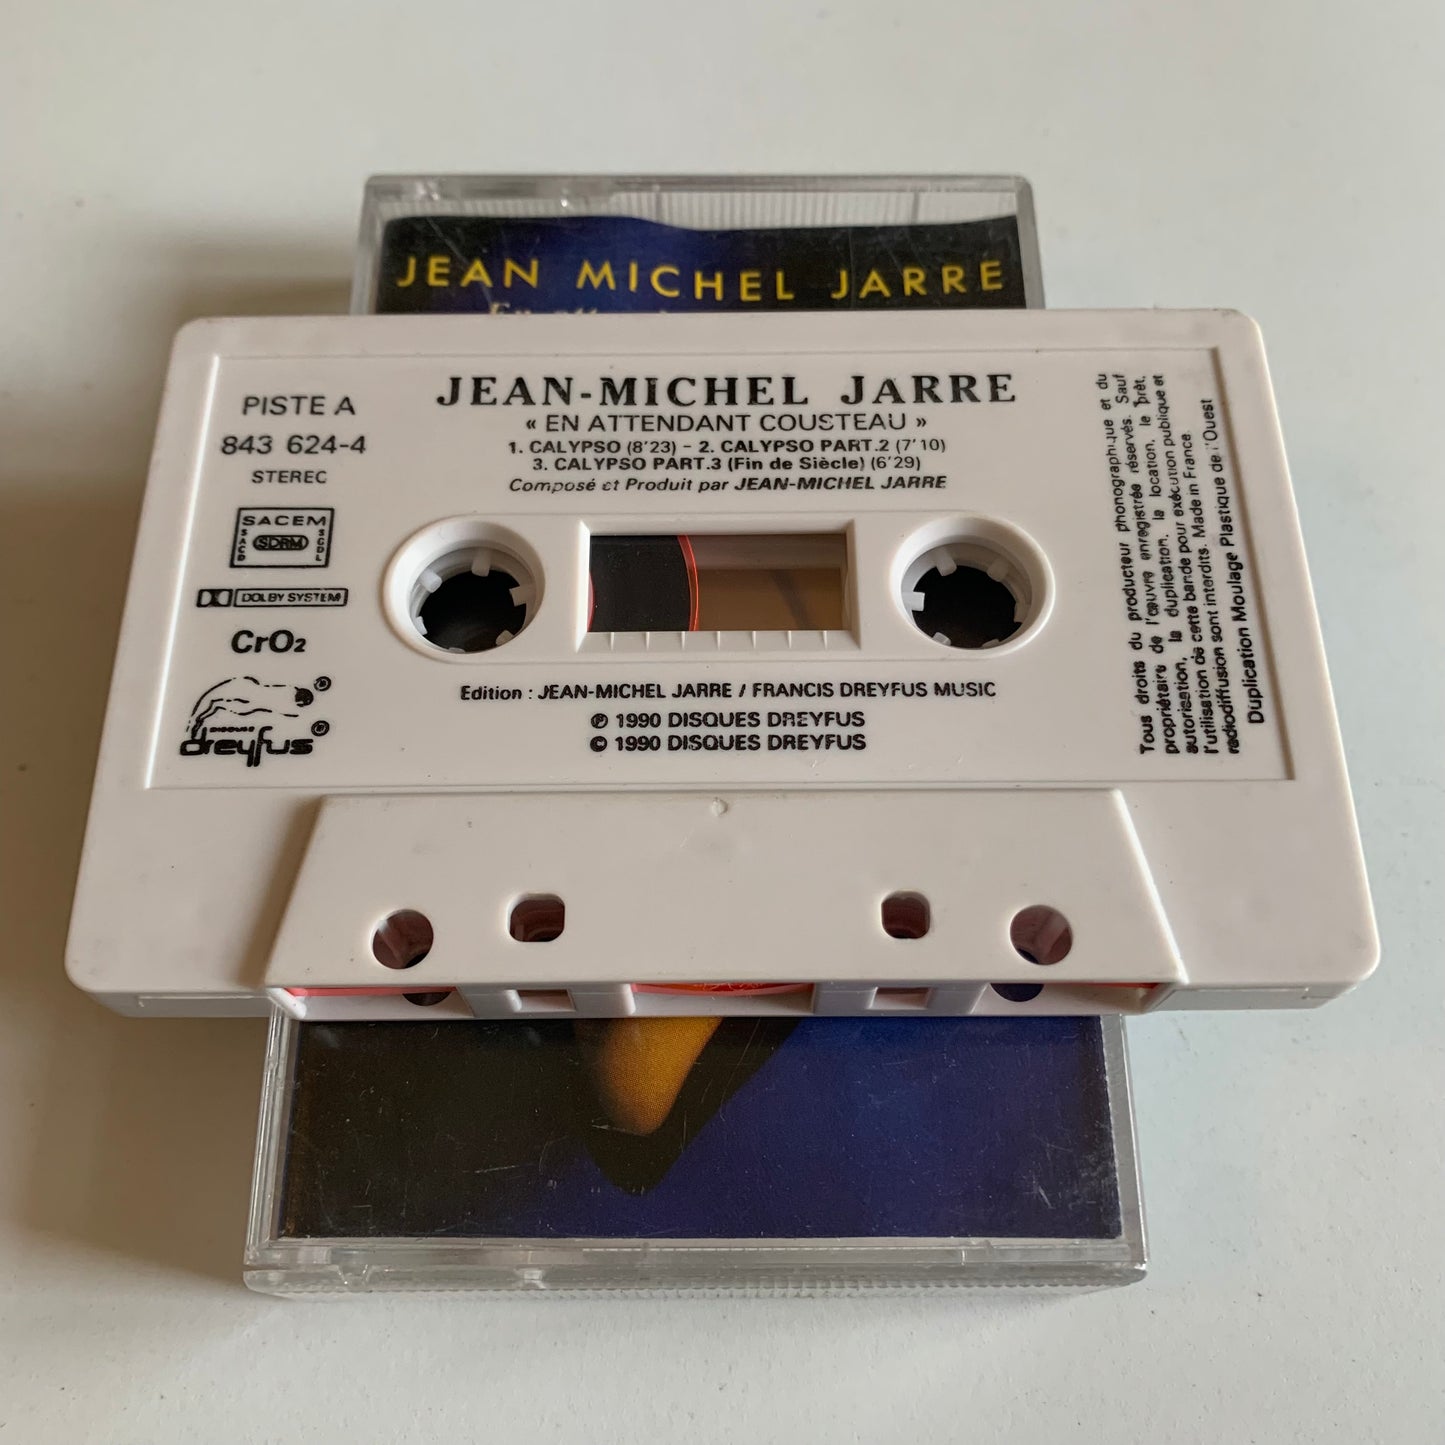 JEAN MICHEL JARRE
PISTE A
843 624-4
STEREC
SACEM
SACD
SDRM
SGDL
DOLBY SYSTEM
CrO2
DISQUES
dreyfus
JEAN-MICHEL JARRE
« EN ATTENDANT COUSTEAU »
1. CALYPSO (8'23) - 2. CALYPSO PART.2 (7'10)
3. CALYPSO PART.3 (Fin de Siècle) (6'29)
Composé et Produit par JEAN-MICHEL JARRE
Edition : JEAN-MICHEL JARRE / FRANCIS DREYFUS MUSIC
℗ 1990 DISQUES DREYFUS
© 1990 DISQUES DREYFUS
Tous droits du producteur phonographique et du
propriétaire de l'œuvre enregistrée réservés. Sauf
autorisation, la duplication, la location, le prêt,
l'utilisation de cette bande pour exécution publique et
radiodiffusion sont interdits. Made in France
Duplication Moulage Plastique de l'Ouest